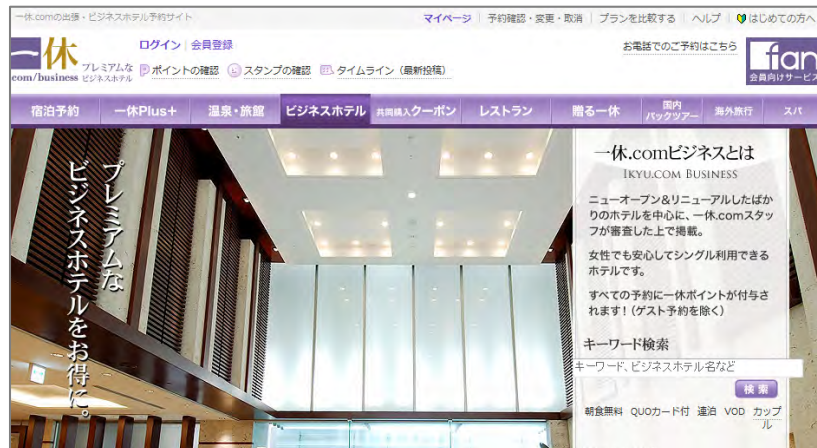 一休.comの出張・ビジネスホテル予約サイト
マイページ 予約確認・変更・取消 プランを比較する ヘルプ はじめての方へ
一休
com/business
プレミアムな
ビジネスホテル
ログイン 会員登録
ポイントの確認 スタンプの確認 タイムライン（最新投稿）
お電話でのご予約はこちら
会員向けサービス
宿泊予約 一休Plus+ 温泉・旅館 ビジネスホテル 共同購入クーポン レストラン 贈る一休 国内パックツアー 海外旅行 スパ
プレミアムな
ビジネスホテルをお得に。
一休.comビジネスとは
IKYU.COM BUSINESS
ニューオープン&リニューアルしたばか
りのホテルを中心に、一休.comスタッ
フが審査した上で掲載。
女性でも安心してシングル利用できる
ホテルです。
すべての予約に一休ポイントが付与さ
れます！（ゲスト予約を除く）
キーワード検索
キーワード、ビジネスホテル名など
検索
朝食無料 QUOカード付 連泊 VOD カップ
ル